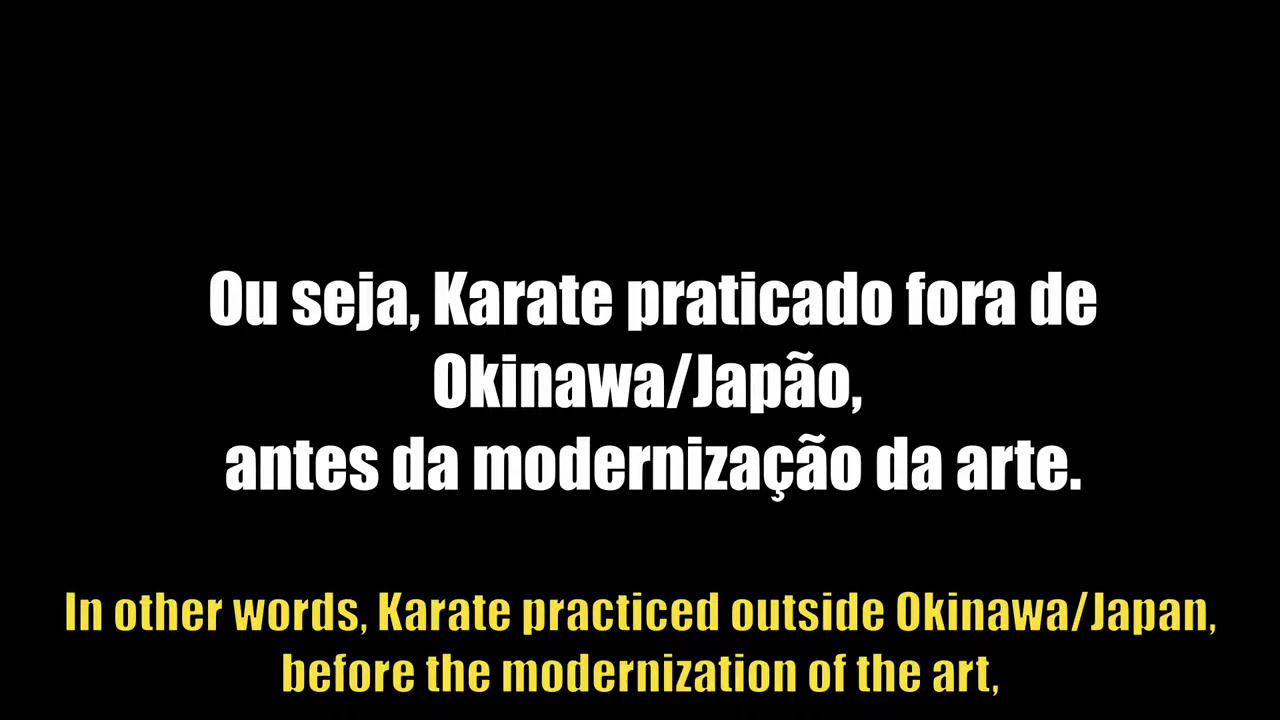 Ou seja, Karate praticado fora de
Okinawa/Japão,
antes da modernização da arte.
In other words, Karate practiced outside Okinawa/Japan,
before the modernization of the art,